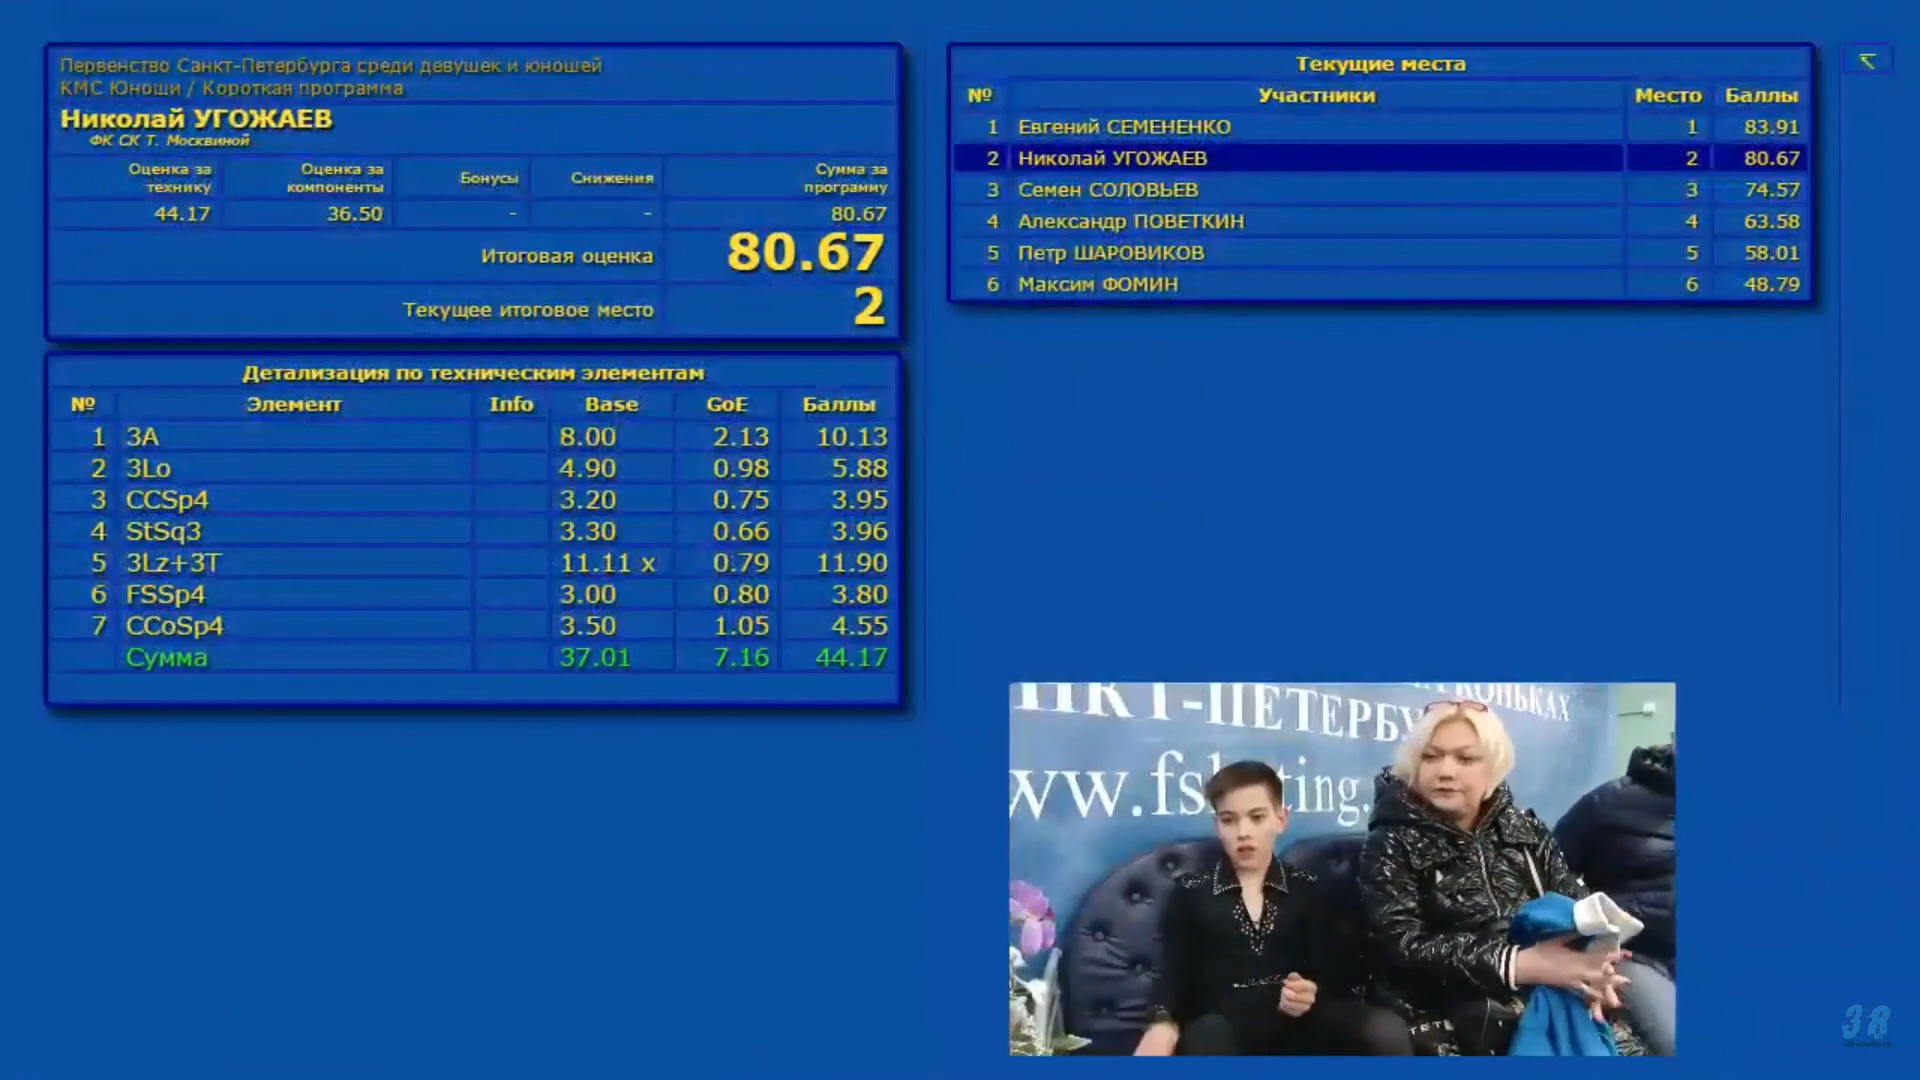 Первенство Санкт-Петербурга среди девушек и юношей
КМС Юноши / Короткая программа
Николай УГОЖАЕВ
ФК СК Т. Москвиной
Оценка за технику Оценка за компоненты Бонусы Снижения Сумма за программу
44.17 36.50 - - 80.67
Итоговая оценка 80.67
Текущее итоговое место 2
Детализация по техническим элементам
№ Элемент Info Base GoE Баллы
1 3A 8.00 2.13 10.13
2 3Lo 4.90 0.98 5.88
3 CCSp4 3.20 0.75 3.95
4 StSq3 3.30 0.66 3.96
5 3Lz+3T 11.11 x 0.79 11.90
6 FSSp4 3.00 0.80 3.80
7 CCoSp4 3.50 1.05 4.55
Сумма 37.01 7.16 44.17
Текущие места
№ Участники Место Баллы
1 Евгений СЕМЕНЕНКО 1 83.91
2 Николай УГОЖАЕВ 2 80.67
3 Семен СОЛОВЬЕВ 3 74.57
4 Александр ПОВЕТКИН 4 63.58
5 Петр ШАРОВИКОВ 5 58.01
6 Максим ФОМИН 6 48.79
НКТ-ПЕТЕРБУ
КОНЬКАХ
ww.fsk ting.